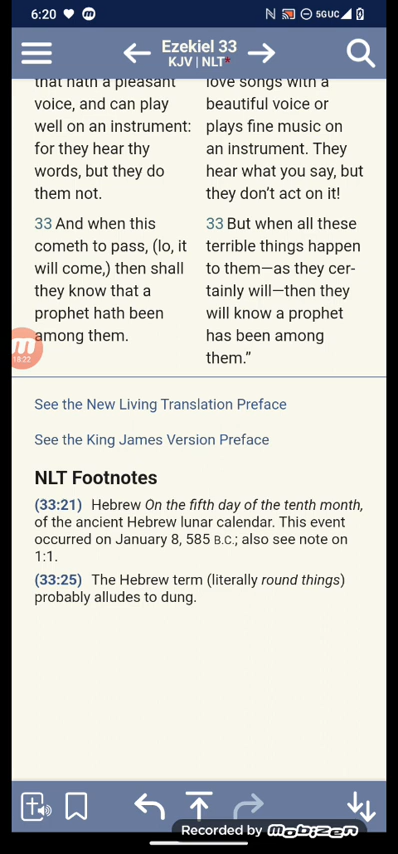 6:20
5GUC
Ezekiel 33
KJV | NLT*
that hath a pleasant
voice, and can play
well on an instrument:
for they hear thy
words, but they do
them not.
33 And when this
cometh to pass, (lo, it
will come,) then shall
they know that a
prophet hath been
among them.
love songs with a
beautiful voice or
plays fine music on
an instrument. They
hear what you say, but
they don’t act on it!
33 But when all these
terrible things happen
to them—as they cer-
tainly will—then they
will know a prophet
has been among
them.”
18:22
See the New Living Translation Preface
See the King James Version Preface
NLT Footnotes
(33:21) Hebrew On the fifth day of the tenth month,
of the ancient Hebrew lunar calendar. This event
occurred on January 8, 585 B.C.; also see note on
1:1.
(33:25) The Hebrew term (literally round things)
probably alludes to dung.
Recorded by mobizen